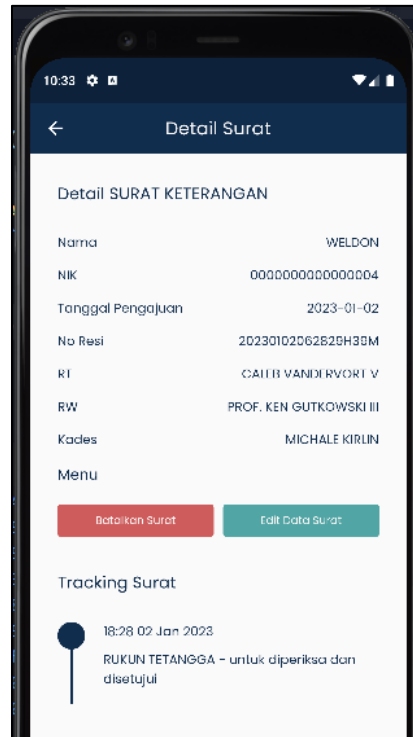 10:33
Detail Surat
Detail SURAT KETERANGAN
Nama WELDON
NIK 0000000000000004
Tanggal Pengajuan 2023-01-02
No Resi 20230102062829H39M
RT CALEB VANDERVORT V
RW PROF. KEN GUTKOWSKI III
Kades MICHALE KIRLIN
Menu
Batalkan Surat Edit Data Surat
Tracking Surat
18:28 02 Jan 2023
RUKUN TETANGGA - untuk diperiksa dan
disetujui